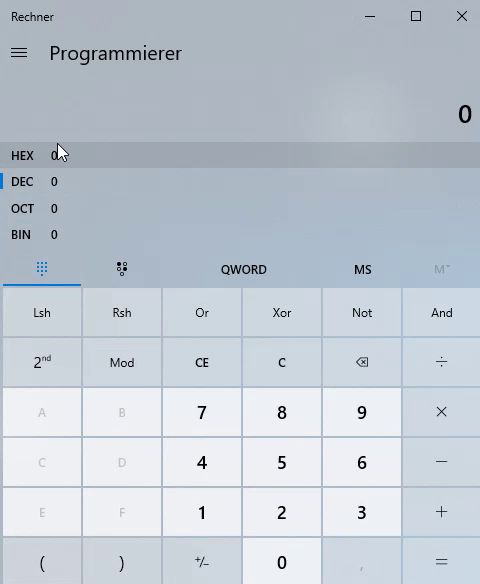 Rechner
Programmierer
0
HEX 0
DEC 0
OCT 0
BIN 0
QWORD MS M˅
Lsh Rsh Or Xor Not And
2nd Mod CE C ÷
A B 7 8 9 ×
C D 4 5 6 −
E F 1 2 3 +
( ) +/− 0 , =